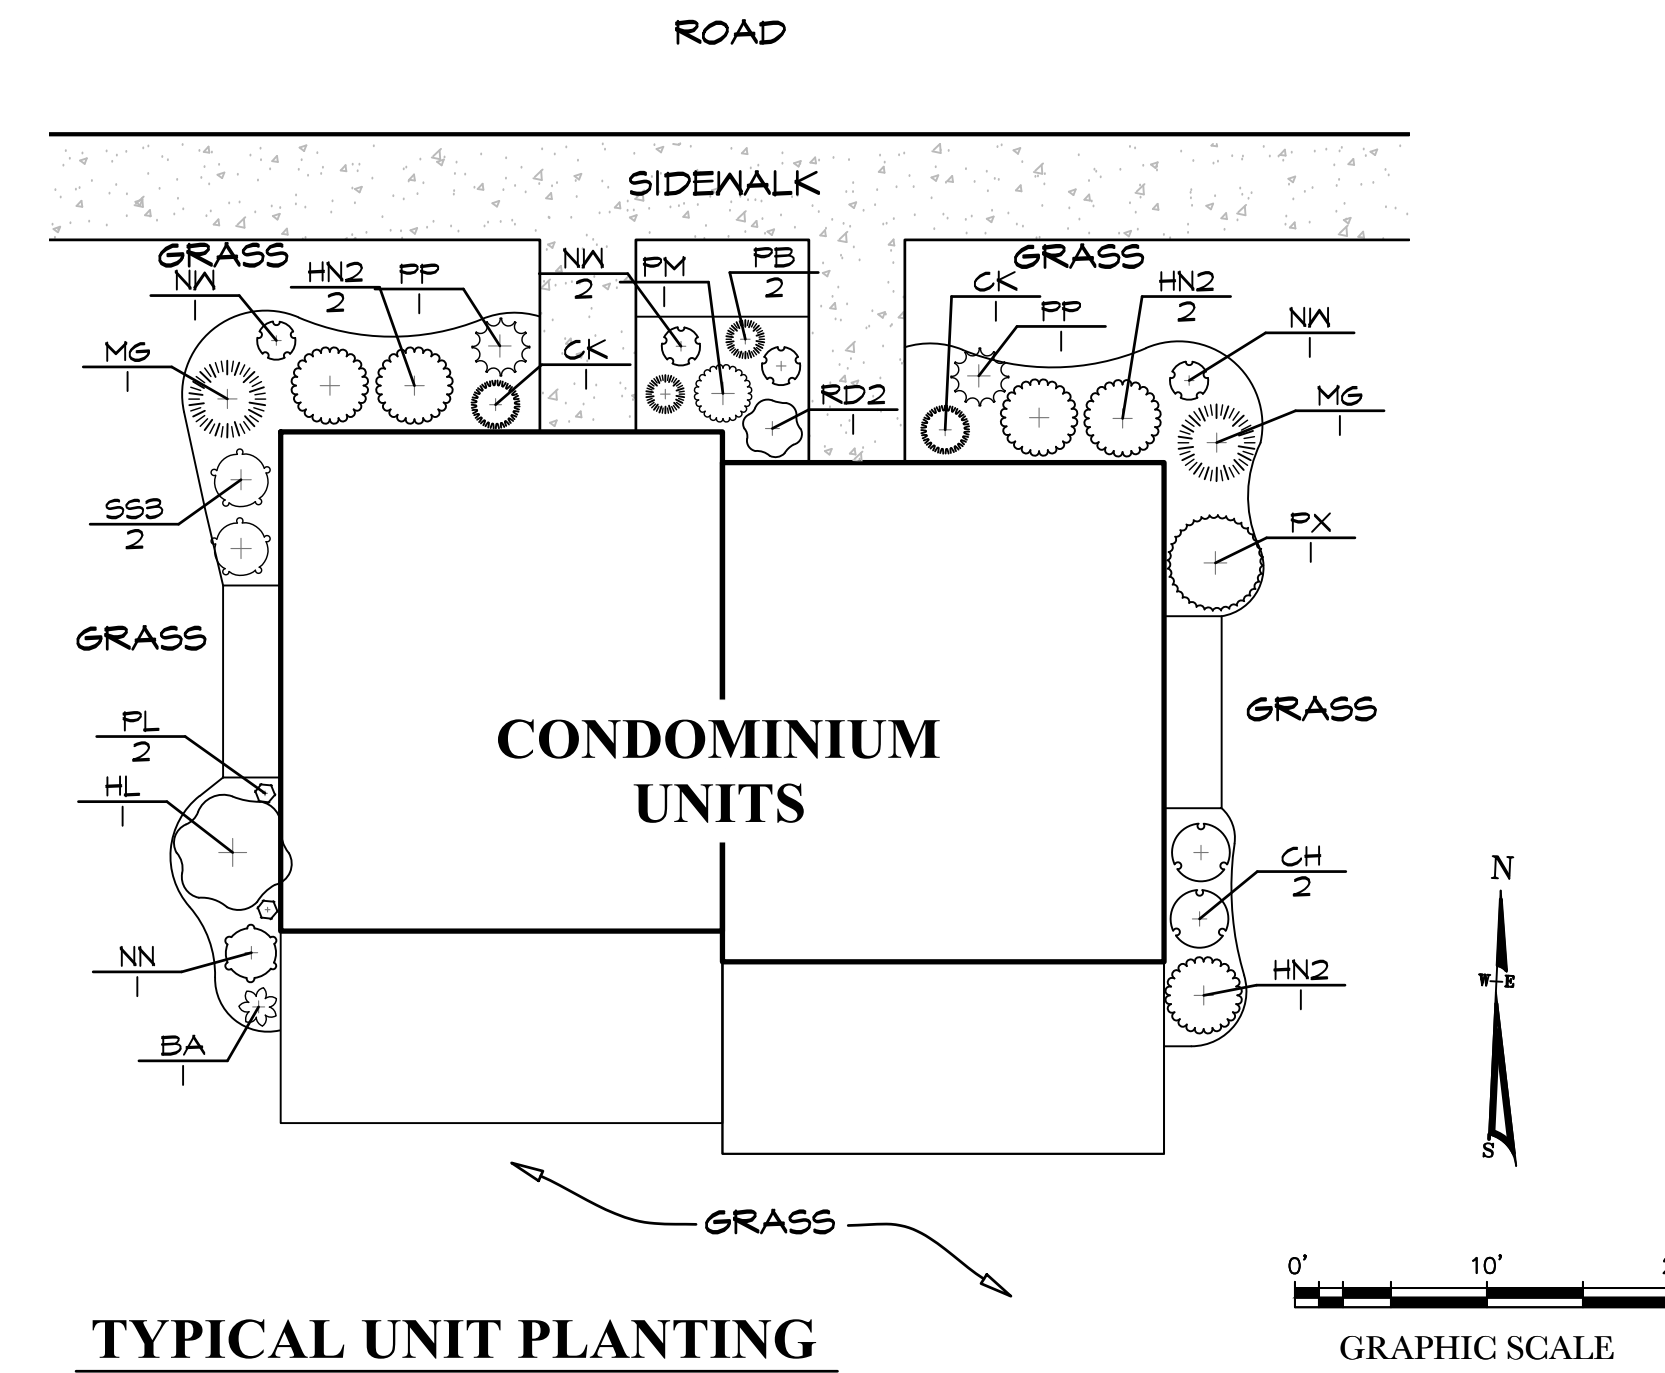 ROAD
SIDEWALK
GRASS
NW
1
HN2
2
PP
1
NW
2
PM
1
PB
2
GRASS
CK
1
PP
1
HN2
2
NW
1
MG
1
CK
1
RD2
1
MG
1
SS3
2
PX
1
GRASS
GRASS
PL
2
HL
1
CONDOMINIUM
UNITS
CH
2
N
NN
1
HN2
1
W E
BA
1
S
GRASS
0' 10'
TYPICAL UNIT PLANTING
GRAPHIC SCALE